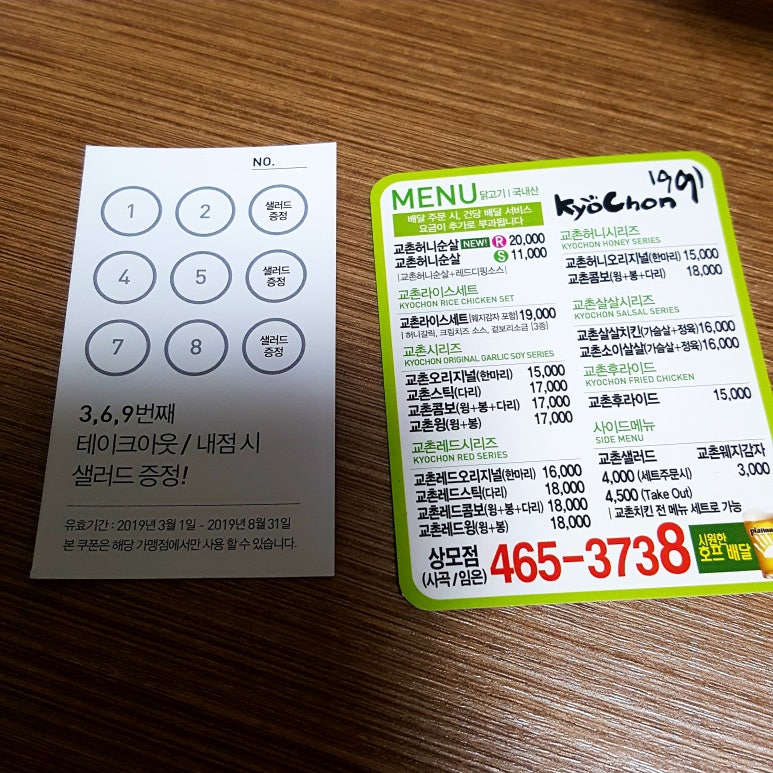 NO.
1 2 샐러드 증정
4 5 샐러드 증정
7 8 샐러드 증정
3,6,9번째
테이크아웃 / 내점 시
샐러드 증정!
유효기간 : 2019년 3월 1일 - 2019년 8월 31일
본 쿠폰은 해당 가맹점에서만 사용 할 수 있습니다.
MENU 닭고기 | 국내산
배달 주문 시, 건당 배달 서비스
요금이 추가로 부과됩니다
교촌허니순살 NEW! R 20,000
교촌허니순살 S 11,000
| 교촌허니순살+레드디핑소스 |
교촌라이스세트
KYOCHON RICE CHICKEN SET
교촌라이스세트 [웨지감자 포함] 19,000
| 허니갈릭, 크림치즈 소스, 겉보리소금 [3종]
교촌시리즈
KYOCHON ORIGINAL GARLIC SOY SERIES
교촌오리지널(한마리) 15,000
교촌스틱(다리) 17,000
교촌콤보(윙+봉+다리) 17,000
교촌윙(윙+봉) 17,000
교촌레드시리즈
KYOCHON RED SERIES
교촌레드오리지널(한마리) 16,000
교촌레드스틱(다리) 18,000
교촌레드콤보(윙+봉+다리) 18,000
교촌레드윙(윙+봉) 18,000
kyochon 1991
교촌허니시리즈
KYOCHON HONEY SERIES
교촌허니오리지널(한마리) 15,000
교촌허니콤보(윙+봉+다리) 18,000
교촌살살시리즈
KYOCHON SALSAL SERIES
교촌살살치킨(가슴살+정육) 16,000
교촌소이살살(가슴살+정육) 16,000
교촌후라이드
KYOCHON FRIED CHICKEN
교촌후라이드 15,000
사이드메뉴
SIDE MENU
교촌샐러드 교촌웨지감자
4,000 (세트주문시) 3,000
4,500 (Take Out)
| 교촌치킨 전 메뉴 세트로 가능
상모점
(사곡/임은) 465-3738
시원한
호프 배달